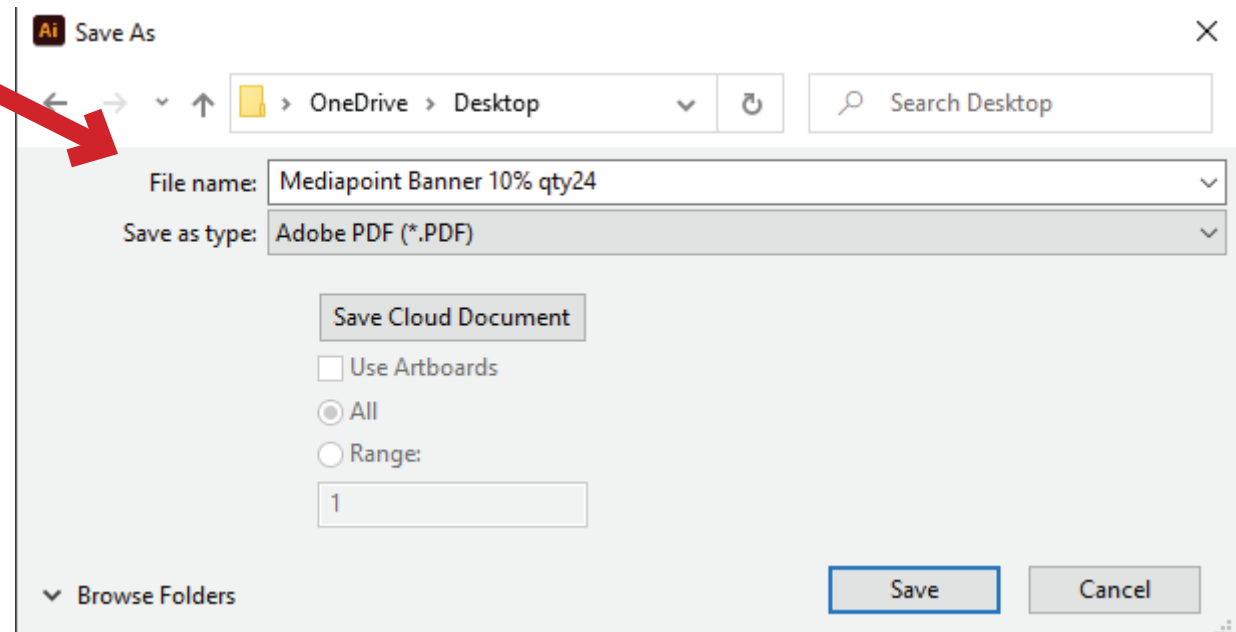 Ai Save As
OneDrive > Desktop Search Desktop
File name: Mediapoint Banner 10% qty24
Save as type: Adobe PDF (*.PDF)
Save Cloud Document
Use Artboards
All
Range:
1
Browse Folders Save Cancel